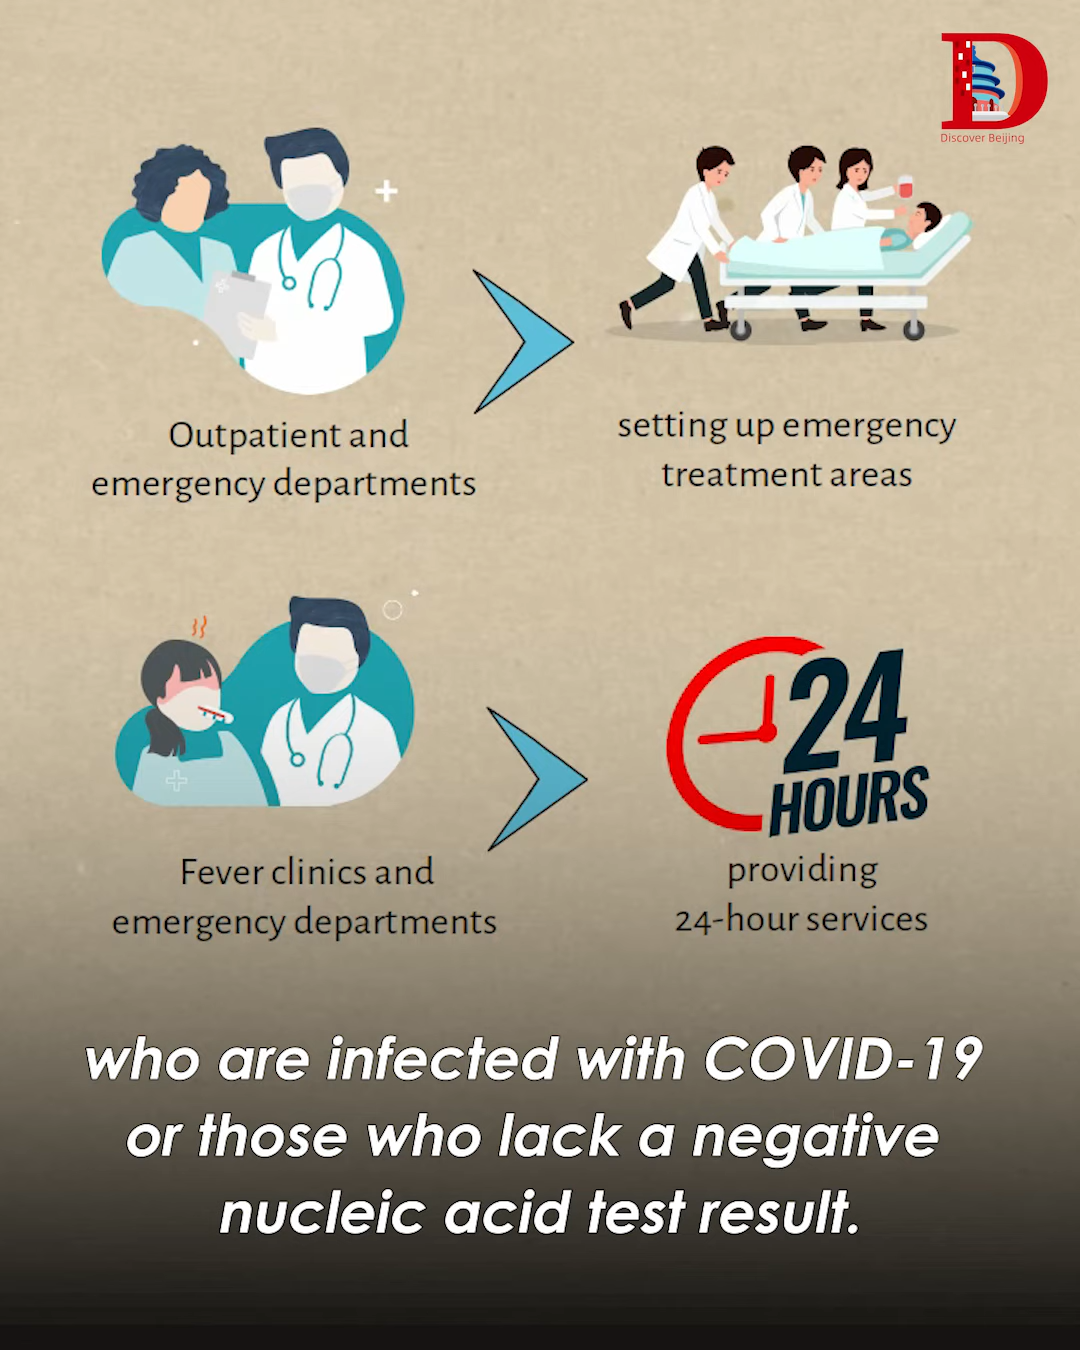 Discover Beijing
Outpatient and
emergency departments
setting up emergency
treatment areas
Fever clinics and
emergency departments
24
HOURS
providing
24-hour services
who are infected with COVID-19
or those who lack a negative
nucleic acid test result.